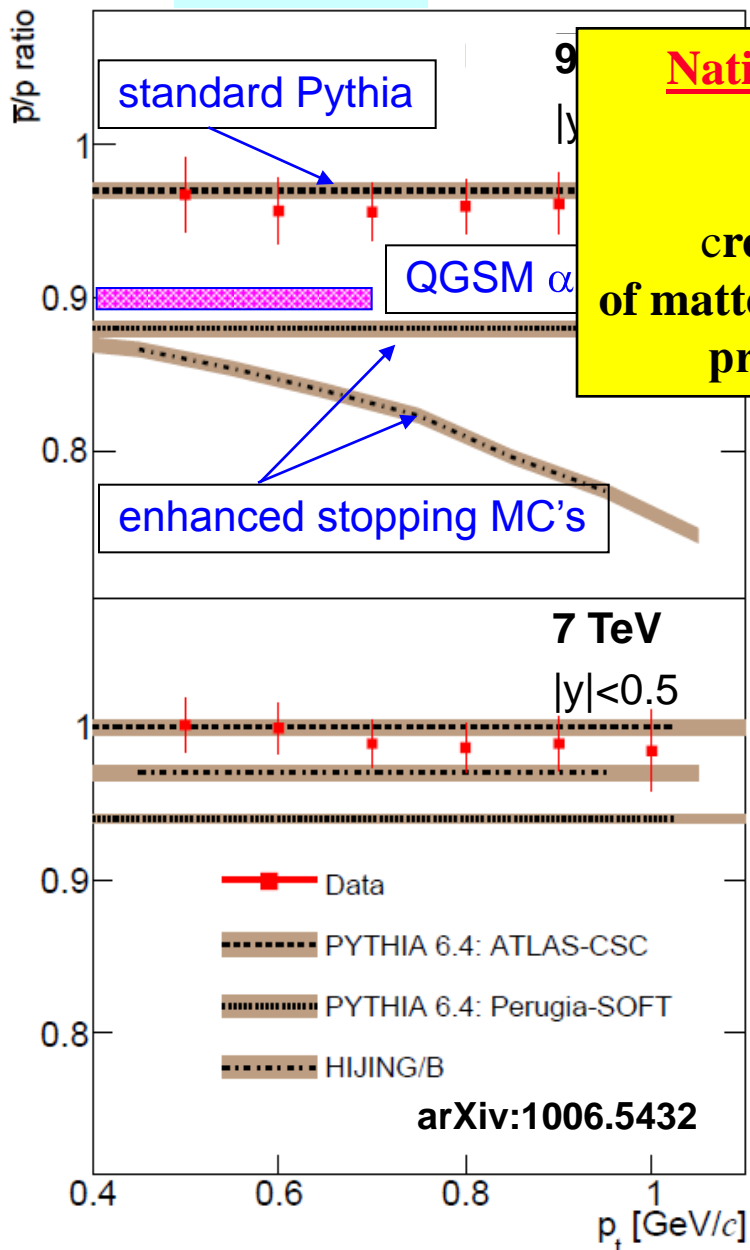 p̅/p ratio
standard Pythia
|y
1
QGSM α
0.9
of matte
0.8
enhanced stopping MC's
7 TeV
|y|<0.5
1
0.9
Data
PYTHIA 6.4: ATLAS-CSC
PYTHIA 6.4: Perugia-SOFT
0.8
HIJING/B
arXiv:1006.5432
0.4
0.6
0.8
1
pt [GeV/c]